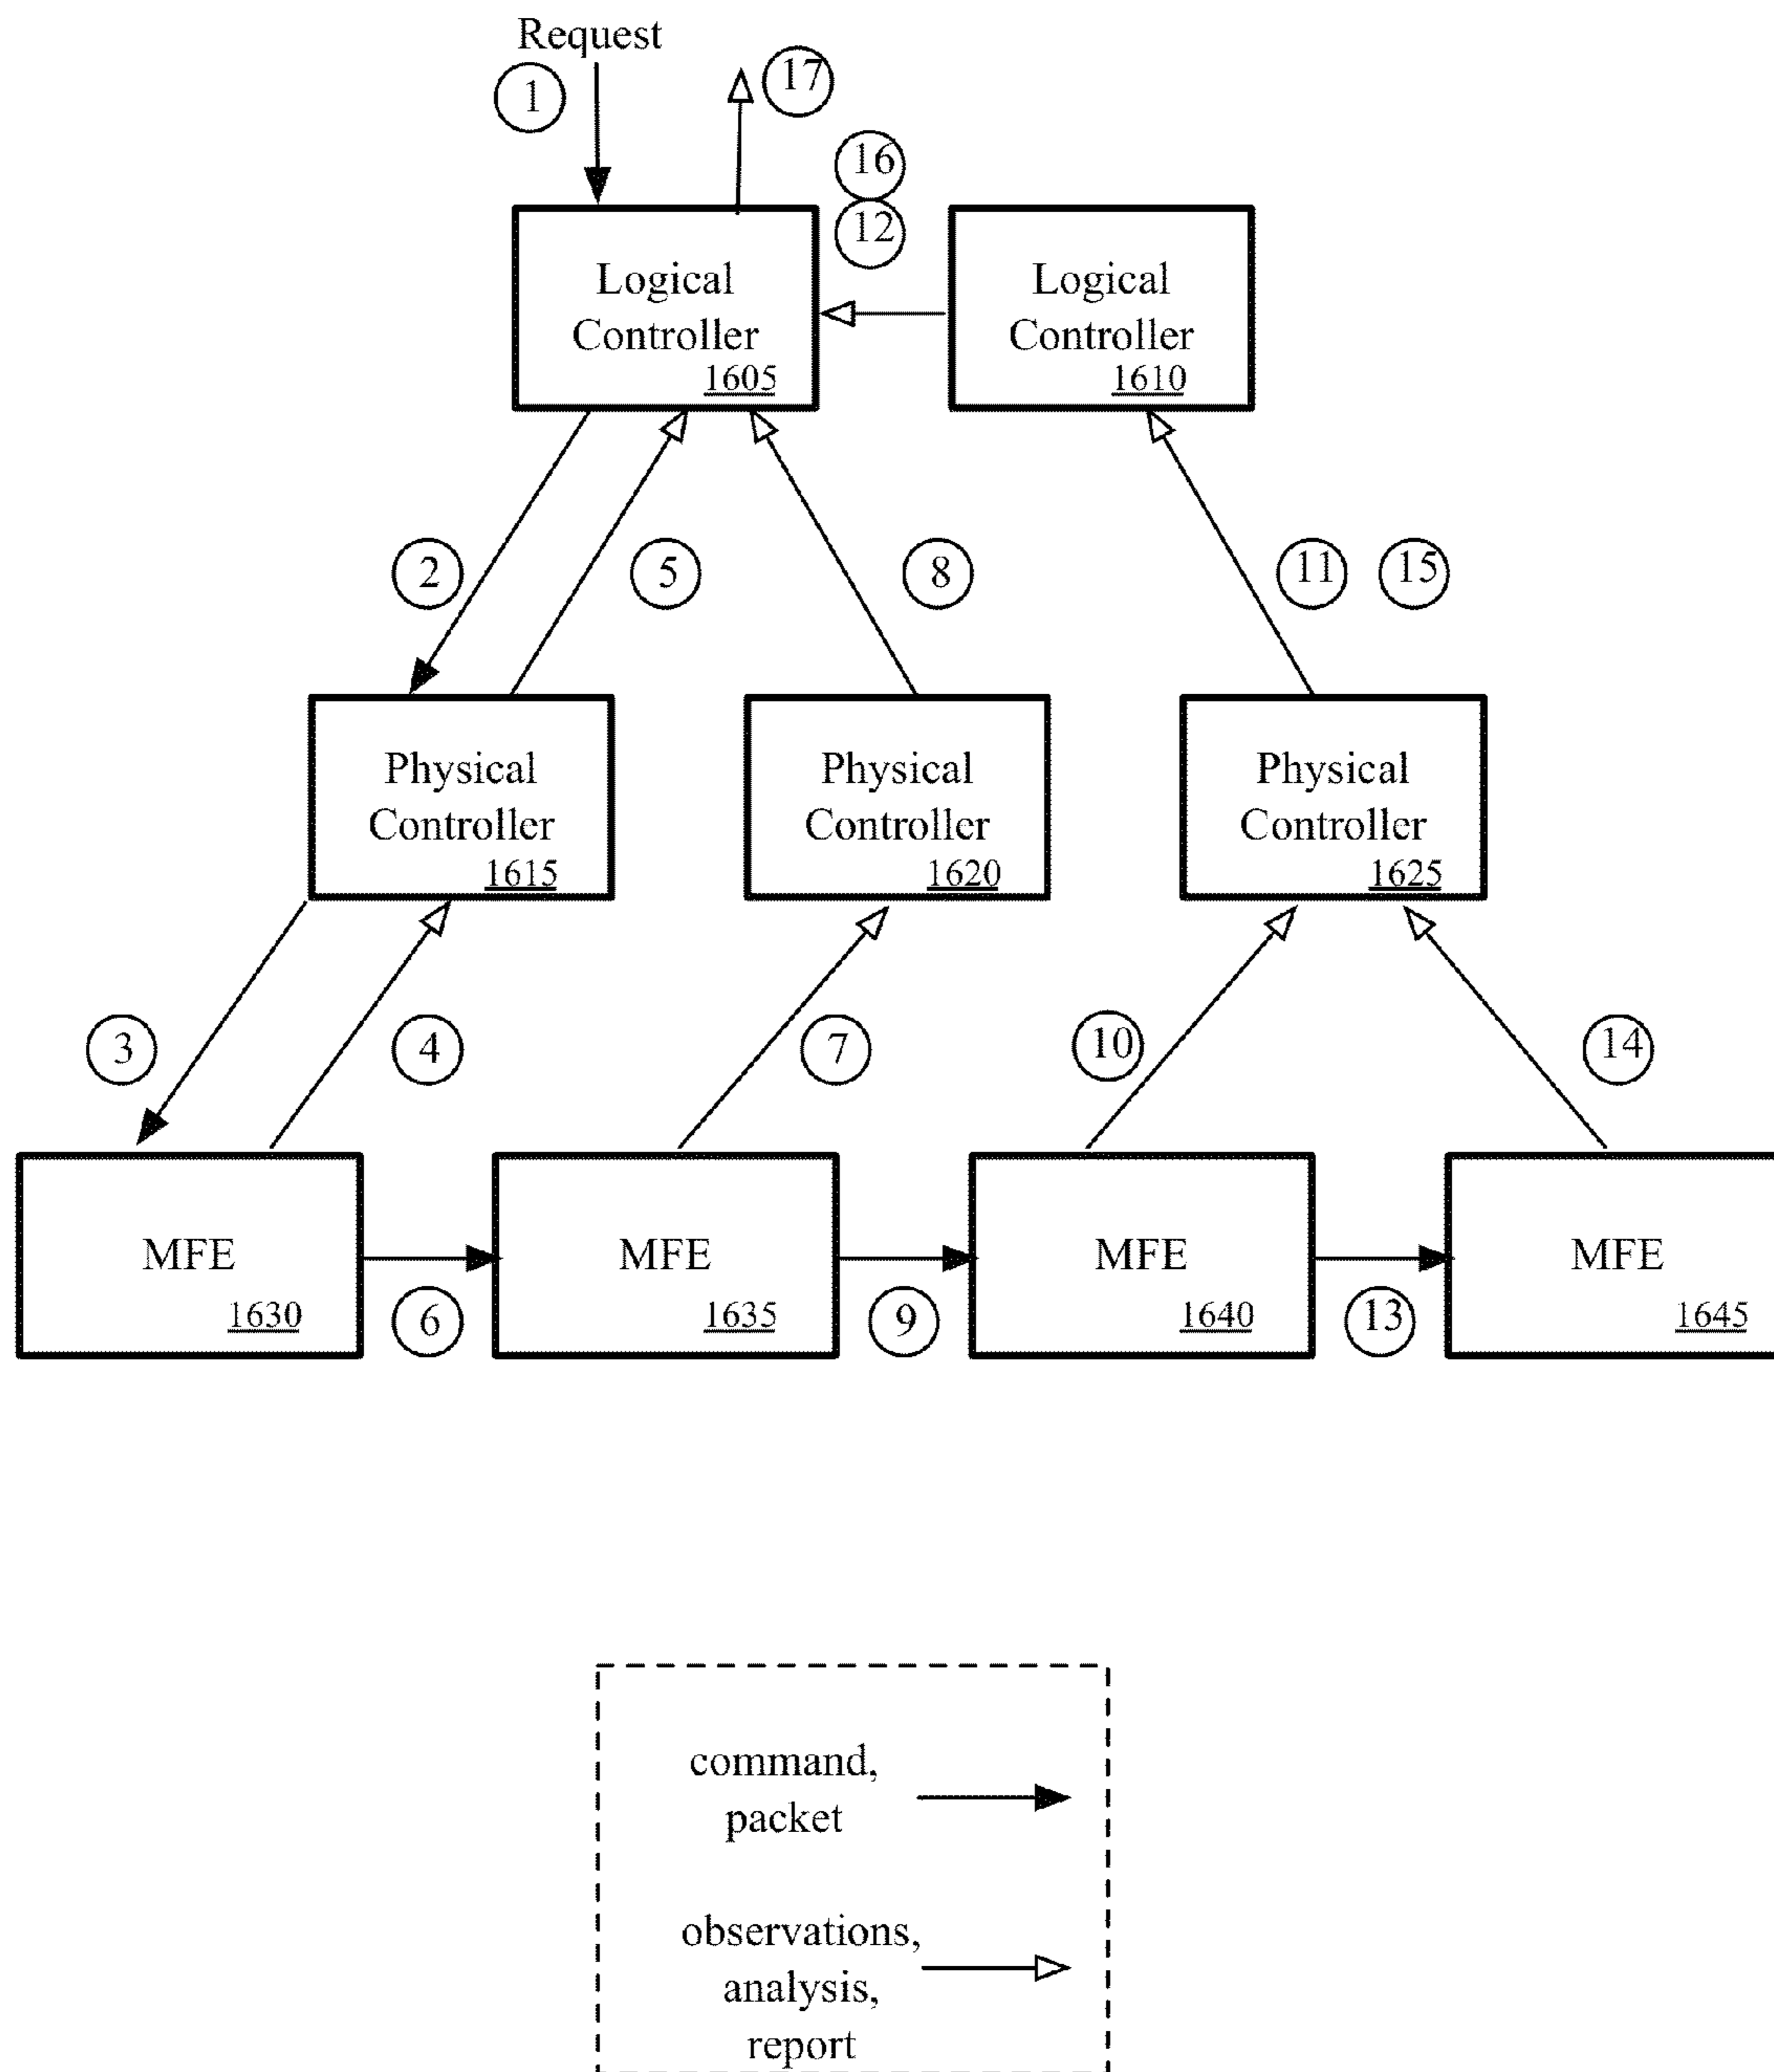 Request
1
17
16
12
Logical
Controller
1605
Logical
Controller
1610
2
5
8
11
15
Physical
Controller
1615
Physical
Controller
1620
Physical
Controller
1625
3
4
7
10
14
MFE
1630
MFE
1635
MFE
1640
MFE
1645
6
9
13
command,
packet
observations,
analysis,
report